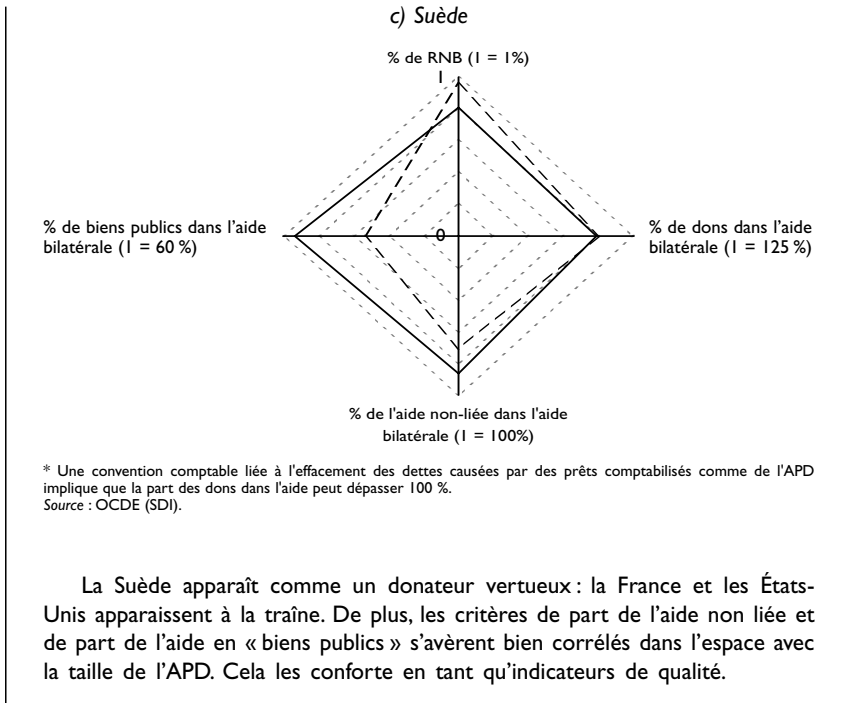 c) Suède
% de RNB (1 = 1%)
1
% de biens publics dans l’aide
bilatérale (1 = 60 %)
0
% de dons dans l’aide
bilatérale (1 = 125 %)
% de l'aide non-liée dans l'aide
bilatérale (1 = 100%)
* Une convention comptable liée à l'effacement des dettes causées par des prêts comptabilisés comme de l'APD
implique que la part des dons dans l'aide peut dépasser 100 %.
Source : OCDE (SDI).
La Suède apparaît comme un donateur vertueux : la France et les États-
Unis apparaissent à la traîne. De plus, les critères de part de l’aide non liée et
de part de l’aide en « biens publics » s’avèrent bien corrélés dans l’espace avec
la taille de l’APD. Cela les conforte en tant qu’indicateurs de qualité.